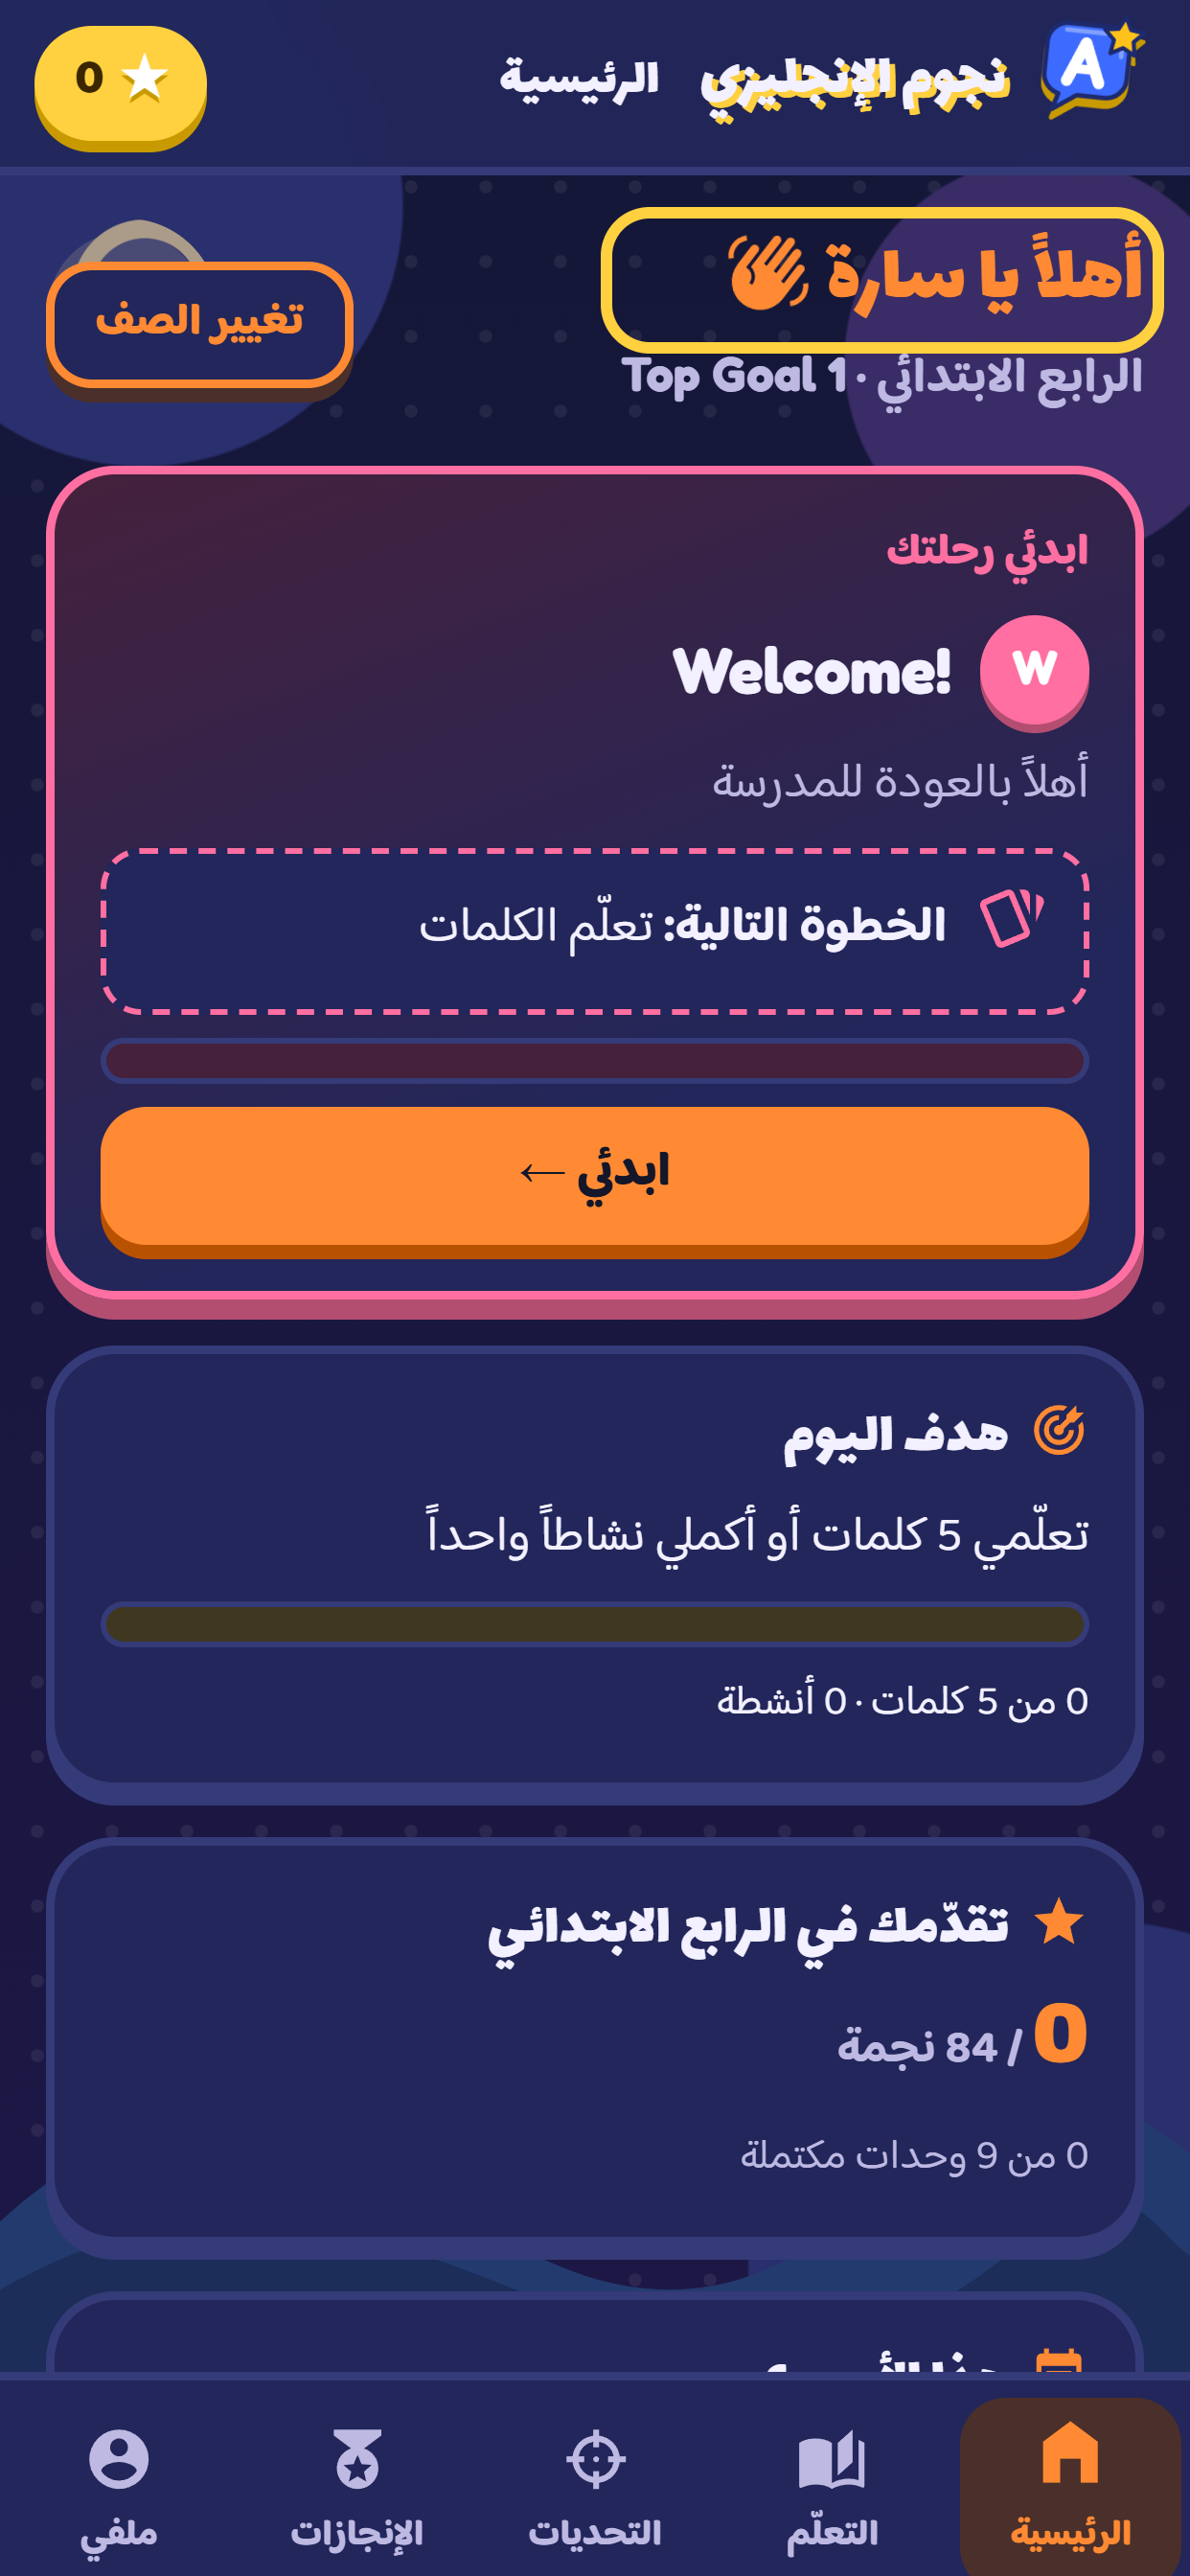 نجوم الإنجليزي
الرئيسية
0
أهلاً يا سارة
الرابع الابتدائي · Top Goal 1
تغيير الصف
ابدئي رحلتك
W
Welcome!
أهلاً بالعودة للمدرسة
الخطوة التالية: تعلّم الكلمات
ابدئي ←
هدف اليوم
تعلّمي 5 كلمات أو أكملي نشاطاً واحداً
0 من 5 كلمات · 0 أنشطة
تقدّمك في الرابع الابتدائي
0 / 84 نجمة
0 من 9 وحدات مكتملة
الرئيسية
التعلّم
التحديات
الإنجازات
ملفي